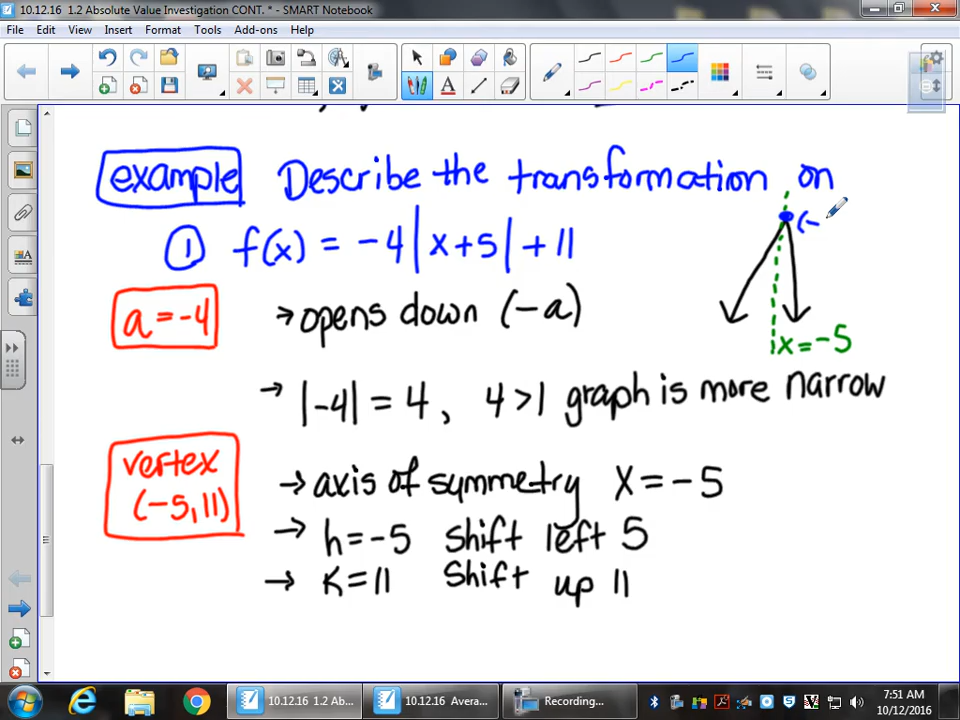 10.12.16 1.2 Absolute Value Investigation CONT. * - SMART Notebook
File Edit View Insert Format Tools Add-ons Help
example Describe the transformation on
① f(x) = -4|x+5| + 11
(-
a = -4 → opens down (-a)
x = -5
→ |-4| = 4, 4 > 1 graph is more narrow
vertex
(-5, 11)
→ axis of symmetry x = -5
→ h = -5 shift left 5
→ K = 11 Shift up 11
10.12.16 1.2 Ab...
10.12.16 Avera...
Recording...
7:51 AM
10/12/2016